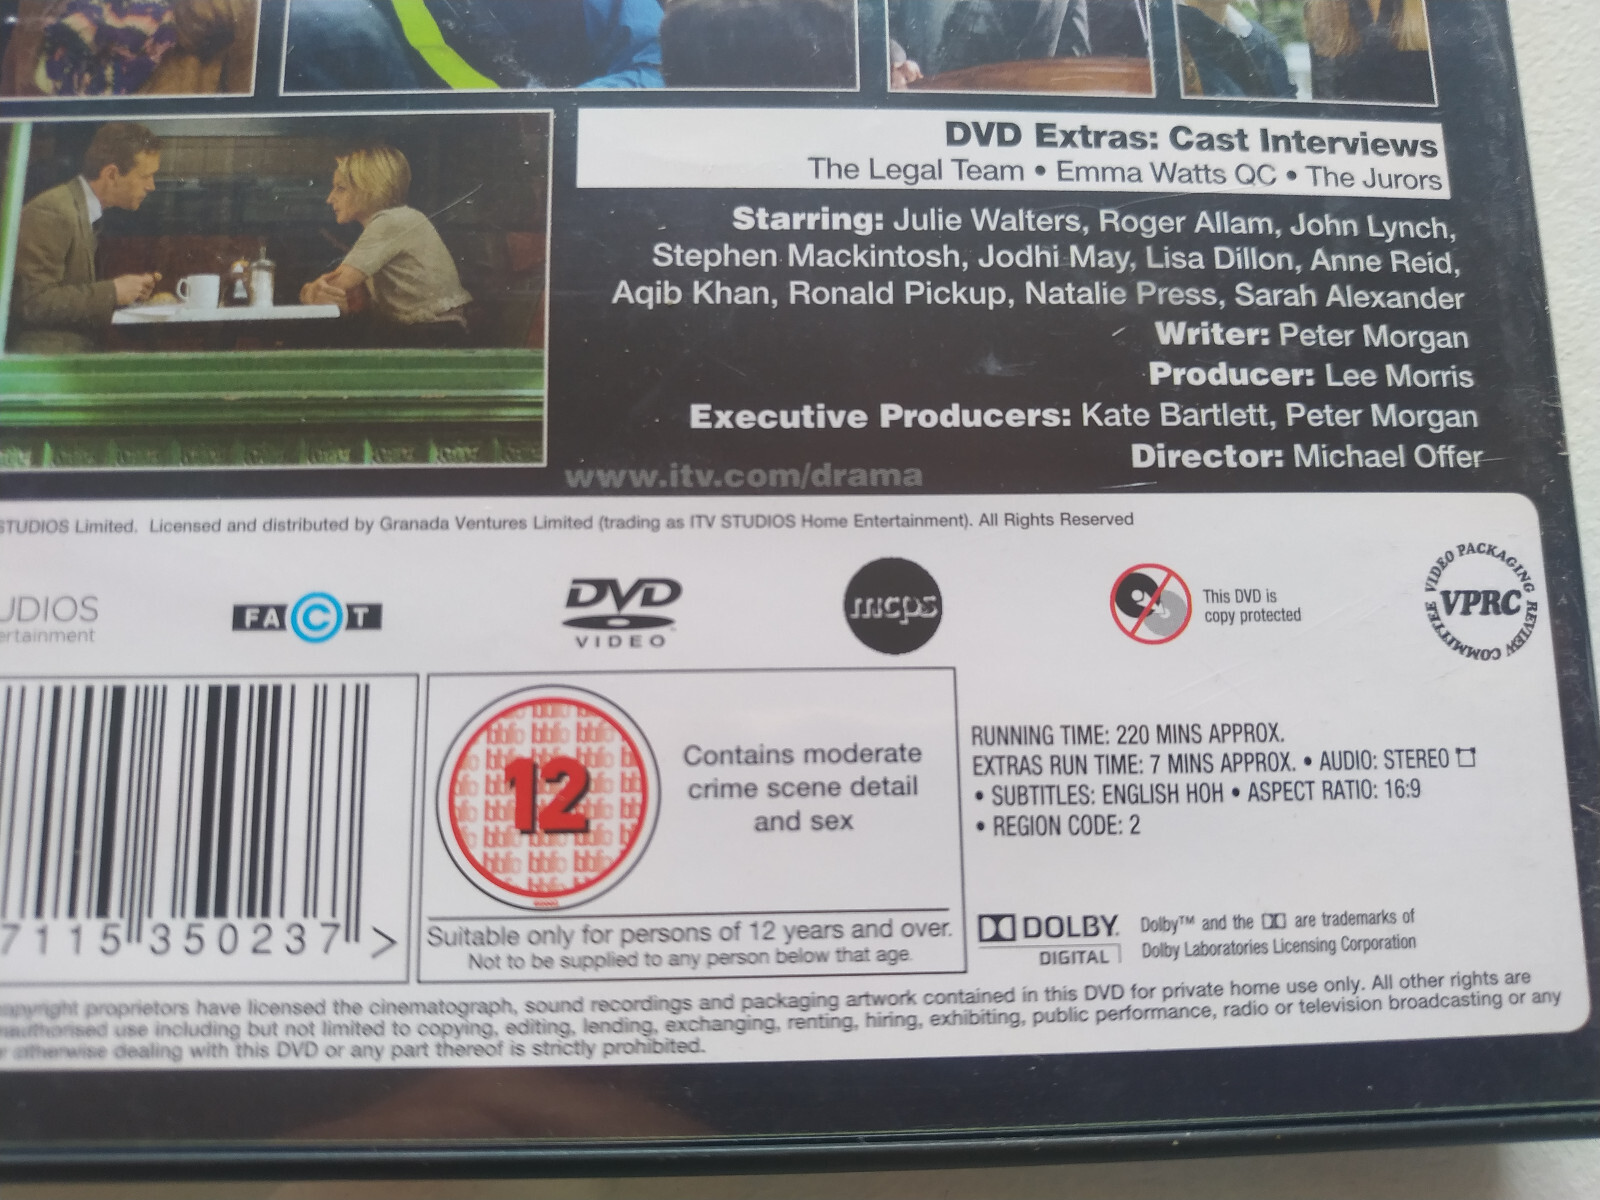 DVD Extras: Cast Interviews
The Legal Team • Emma Watts QC • The Jurors
Starring: Julie Walters, Roger Allam, John Lynch,
Stephen Mackintosh, Jodhi May, Lisa Dillon, Anne Reid,
Aqib Khan, Ronald Pickup, Natalie Press, Sarah Alexander
Writer: Peter Morgan
Producer: Lee Morris
Executive Producers: Kate Bartlett, Peter Morgan
Director: Michael Offer
www.itv.com/drama
STUDIOS Limited. Licensed and distributed by Granada Ventures Limited (trading as ITV STUDIOS Home Entertainment). All Rights Reserved
UDIOS
ertainment
FACT
DVD
VIDEO
mcps
This DVD is
copy protected
VIDEO PACKAGING REVIEW COMMITTEE
VPRC
bbfc
12
Contains moderate
crime scene detail
and sex
Suitable only for persons of 12 years and over.
Not to be supplied to any person below that age.
7115 350237 >
RUNNING TIME: 220 MINS APPROX.
EXTRAS RUN TIME: 7 MINS APPROX. • AUDIO: STEREO
• SUBTITLES: ENGLISH HOH • ASPECT RATIO: 16:9
• REGION CODE: 2
DOLBY
DIGITAL
Dolby™ and the are trademarks of
Dolby Laboratories Licensing Corporation
opyright proprietors have licensed the cinematograph, sound recordings and packaging artwork contained in this DVD for private home use only. All other rights are
nauthorised use including but not limited to copying, editing, lending, exchanging, renting, hiring, exhibiting, public performance, radio or television broadcasting or any
r otherwise dealing with this DVD or any part thereof is strictly prohibited.